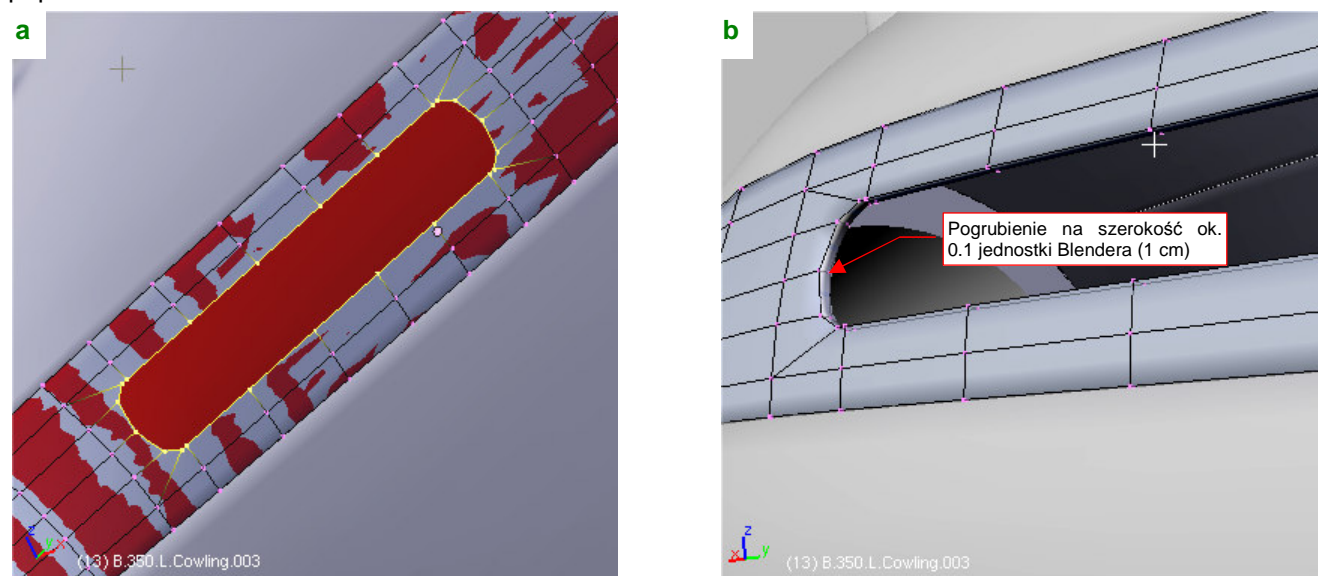 a
b
Pogrubienie na szerokość ok.
0.1 jednostki Blendera (1 cm)
z
x
y
(13) B.350.L.Cowling.003
z
x
y
(13) B.350.L.Cowling.003